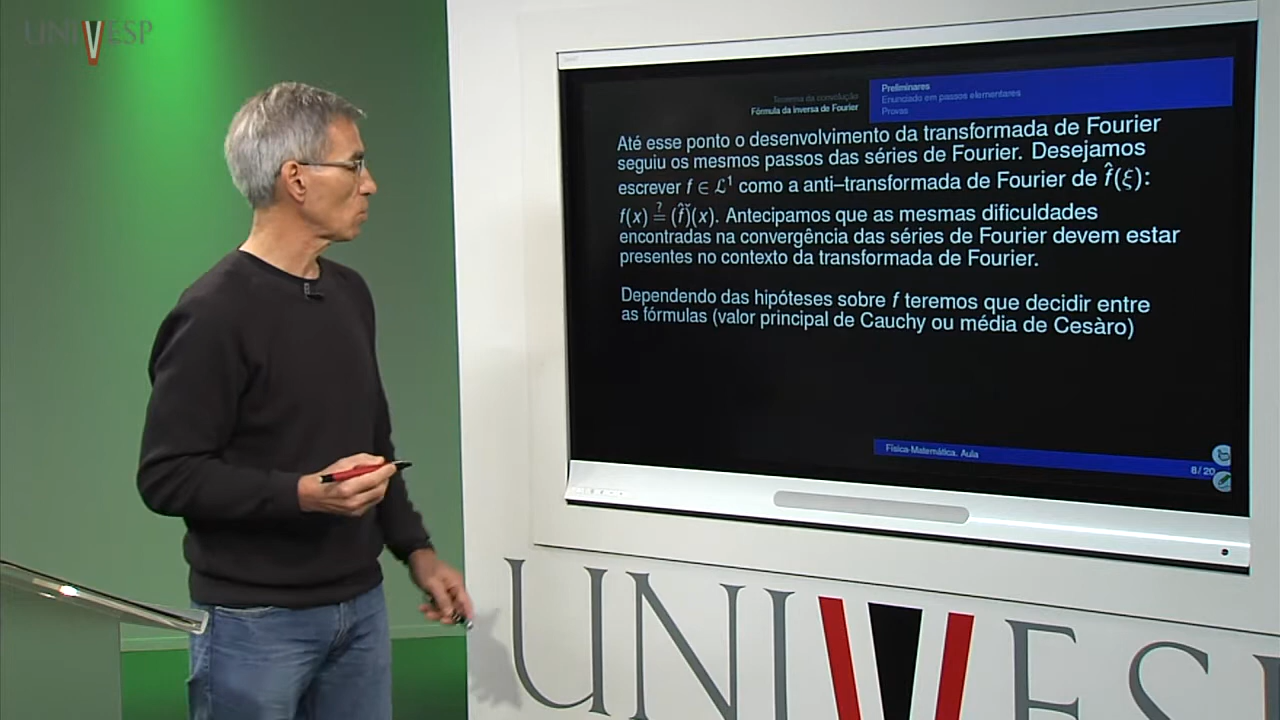 UNIVESP
Teorema da convolução
Fórmula da inversa de Fourier
Preliminares
Enunciado em passos elementares
Provas
Até esse ponto o desenvolvimento da transformada de Fourier
seguiu os mesmos passos das séries de Fourier. Desejamos
escrever f ∈ ℒ¹ como a anti–transformada de Fourier de f̂(ξ):
f(x) ≟ (f̂)̌(x). Antecipamos que as mesmas dificuldades
encontradas na convergência das séries de Fourier devem estar
presentes no contexto da transformada de Fourier.
Dependendo das hipóteses sobre f teremos que decidir entre
as fórmulas (valor principal de Cauchy ou média de Cesàro)
Física-Matemática. Aula
8/20
UNIVESP